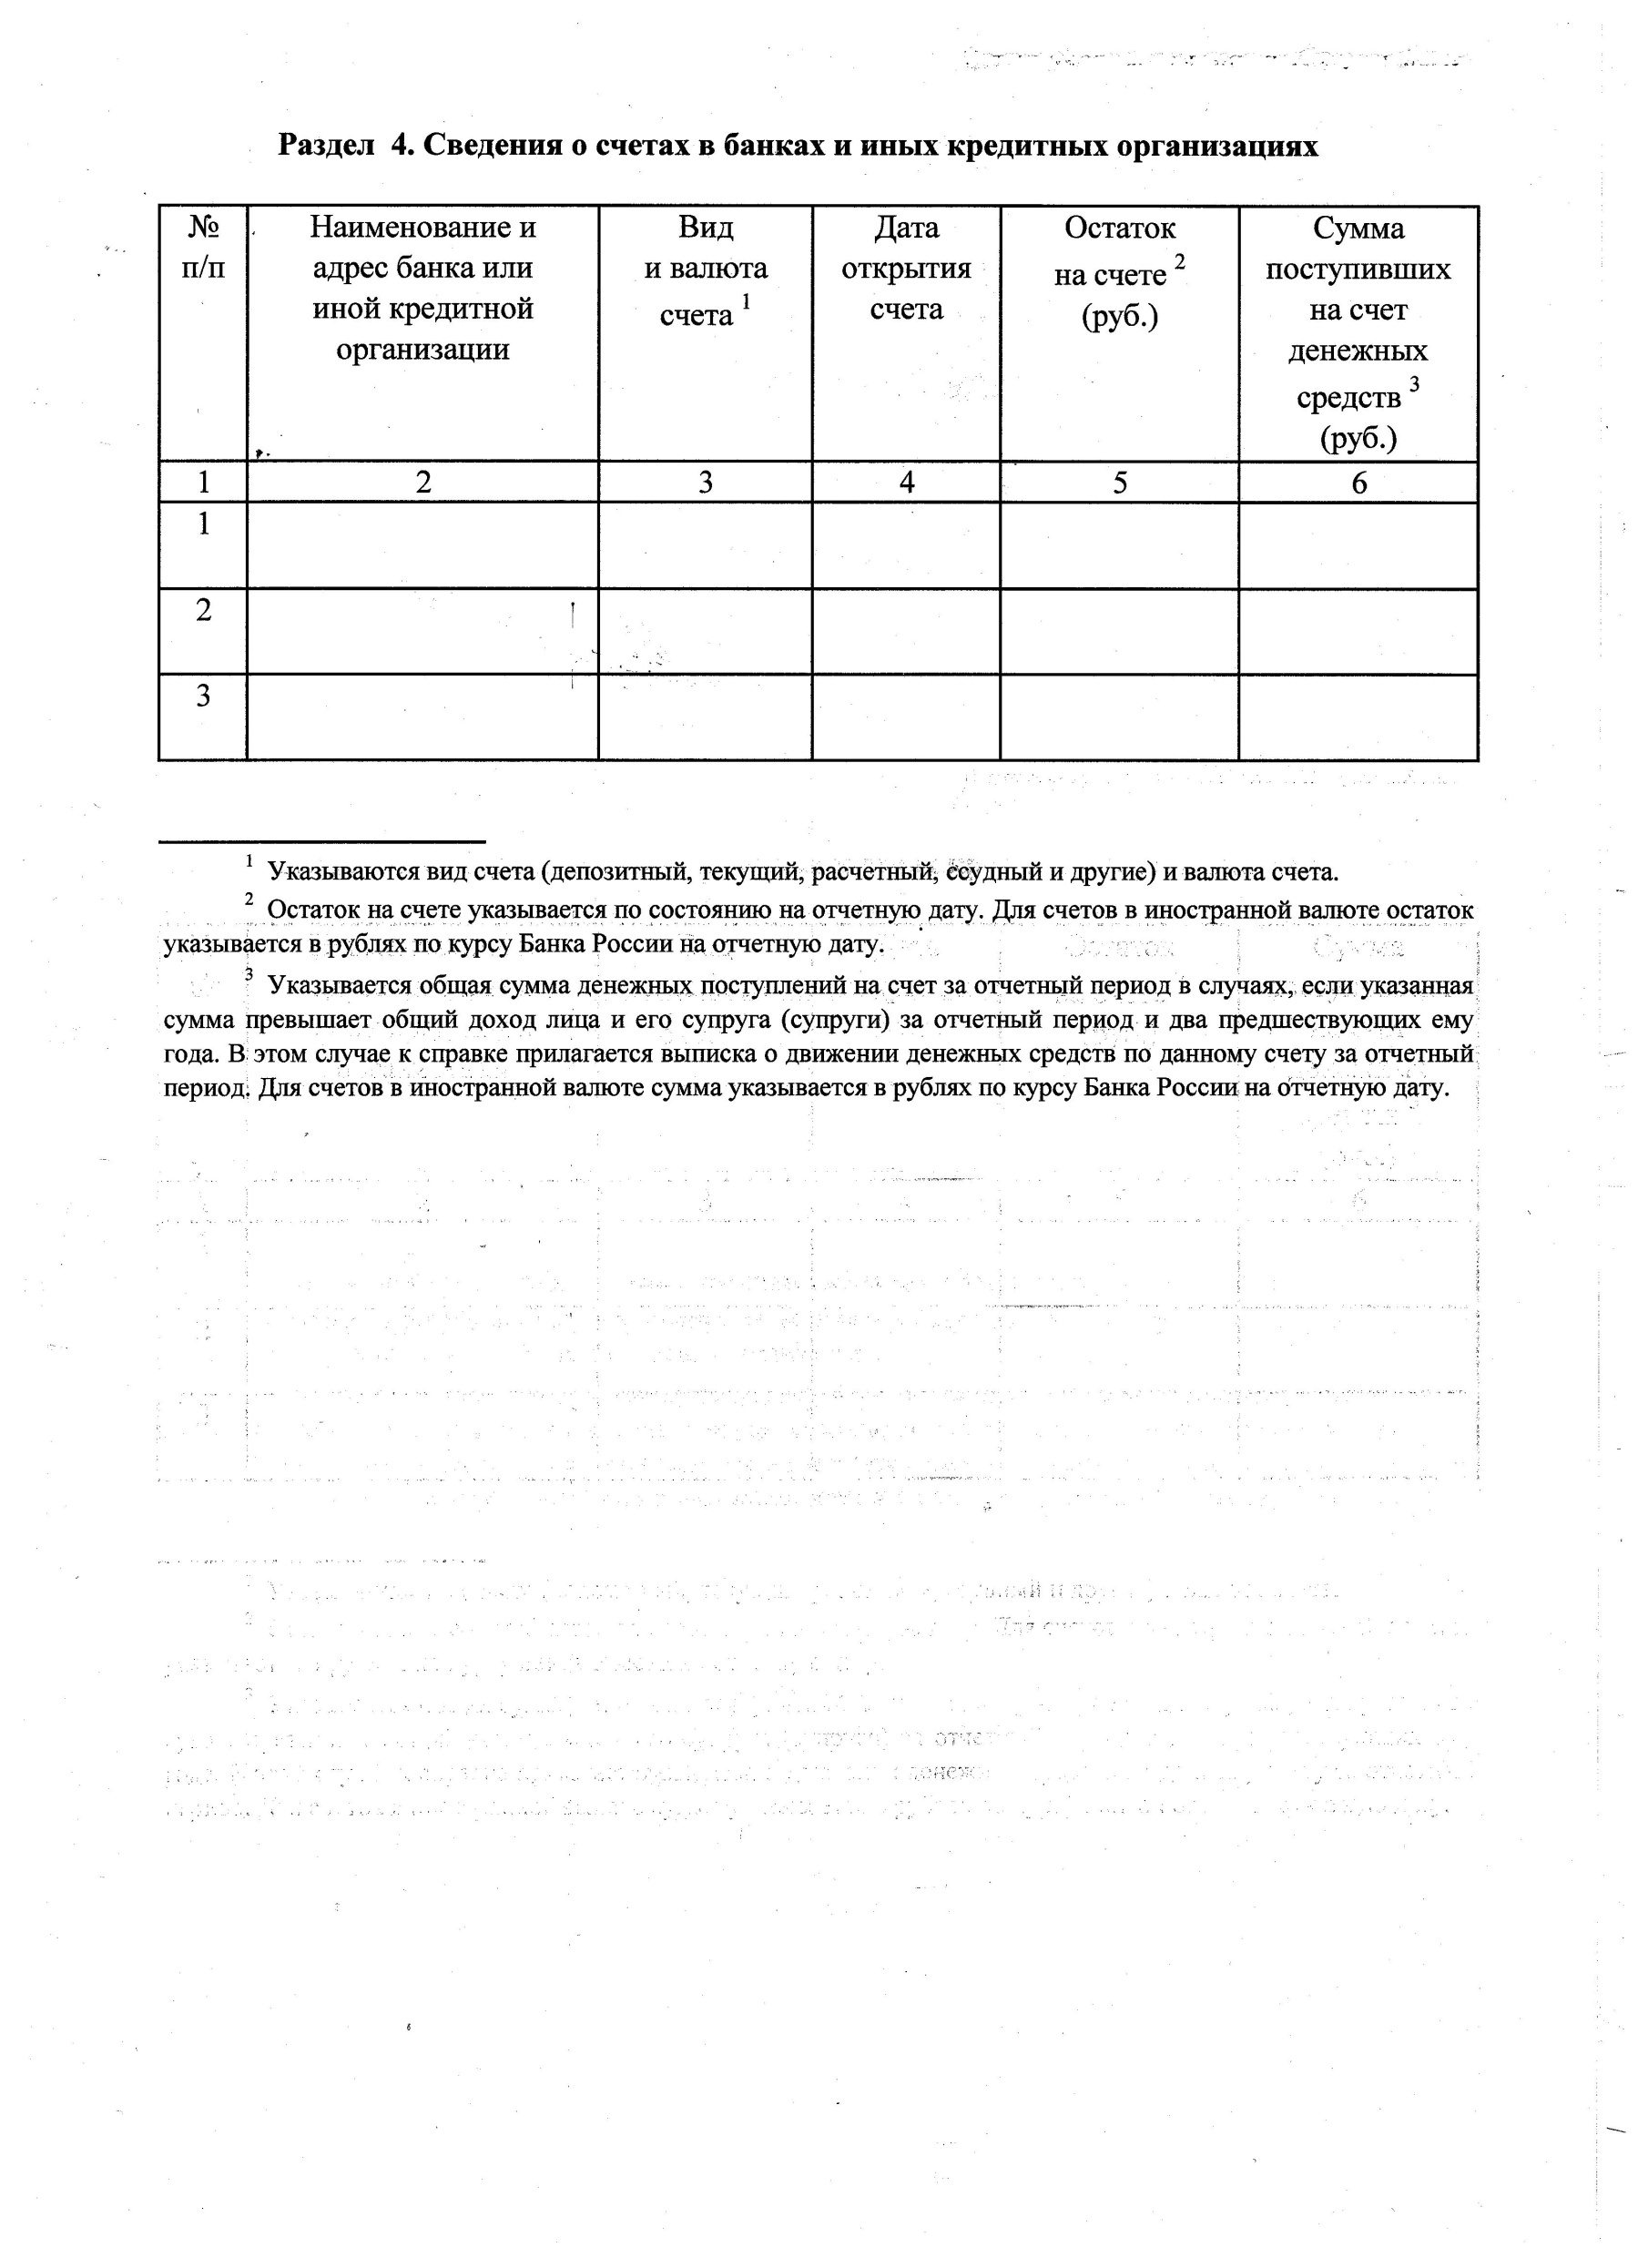 Раздел 4. Сведения о счетах в банках и иных кредитных организациях
№
п/п
Наименование и
адрес банка или
иной кредитной
организации
Вид
и валюта
счета 1
Дата
открытия
счета
Остаток
на счете 2
(руб.)
Сумма
поступивших
на счет
денежных
средств 3
(руб.)
1 2 3 4 5 6
1
2
3
1 Указываются вид счета (депозитный, текущий, расчетный, ссудный и другие) и валюта счета.
2 Остаток на счете указывается по состоянию на отчетную дату. Для счетов в иностранной валюте остаток
указывается в рублях по курсу Банка России на отчетную дату.
3 Указывается общая сумма денежных поступлений на счет за отчетный период в случаях, если указанная
сумма превышает общий доход лица и его супруга (супруги) за отчетный период и два предшествующих ему
года. В этом случае к справке прилагается выписка о движении денежных средств по данному счету за отчетный
период. Для счетов в иностранной валюте сумма указывается в рублях по курсу Банка России на отчетную дату.